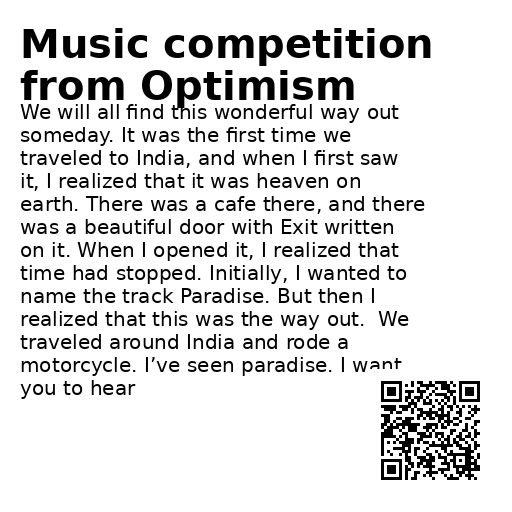 Music competition
from Optimism
We will all find this wonderful way out
someday. It was the first time we
traveled to India, and when I first saw
it, I realized that it was heaven on
earth. There was a cafe there, and there
was a beautiful door with Exit written
on it. When I opened it, I realized that
time had stopped. Initially, I wanted to
name the track Paradise. But then I
realized that this was the way out.  We
traveled around India and rode a
motorcycle. I’ve seen paradise. I want
you to hear